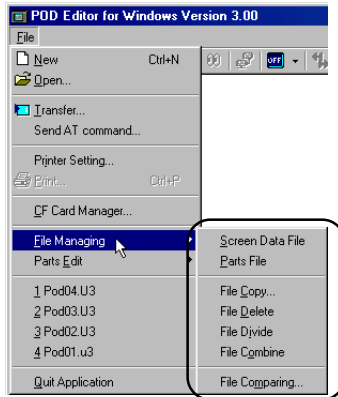 POD Editor for Windows Version 3.00
File
New Ctrl+N
OFF
Open...
Transfer...
Send AT command...
Printer Setting...
Print... Ctrl+P
CF Card Manager...
File Managing
Parts Edit
1 Pod04.U3
2 Pod03.U3
3 Pod02.U3
4 Pod01.u3
Quit Application
Screen Data File
Parts File
File Copy...
File Delete
File Divide
File Combine
File Comparing...